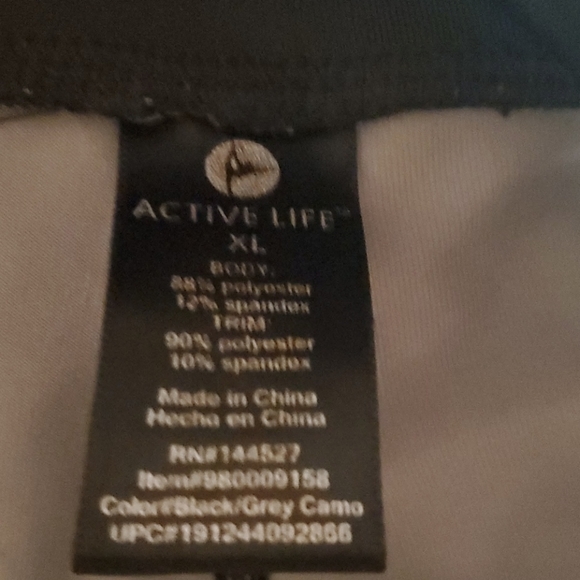 ACTIVE LIFE™
XL
BODY:
88% polyester
12% spandex
TRIM:
90% polyester
10% spandex
Made in China
Hecho en China
RN#144527
Item#980009158
Color#Black/Grey Camo
UPC#191244092866